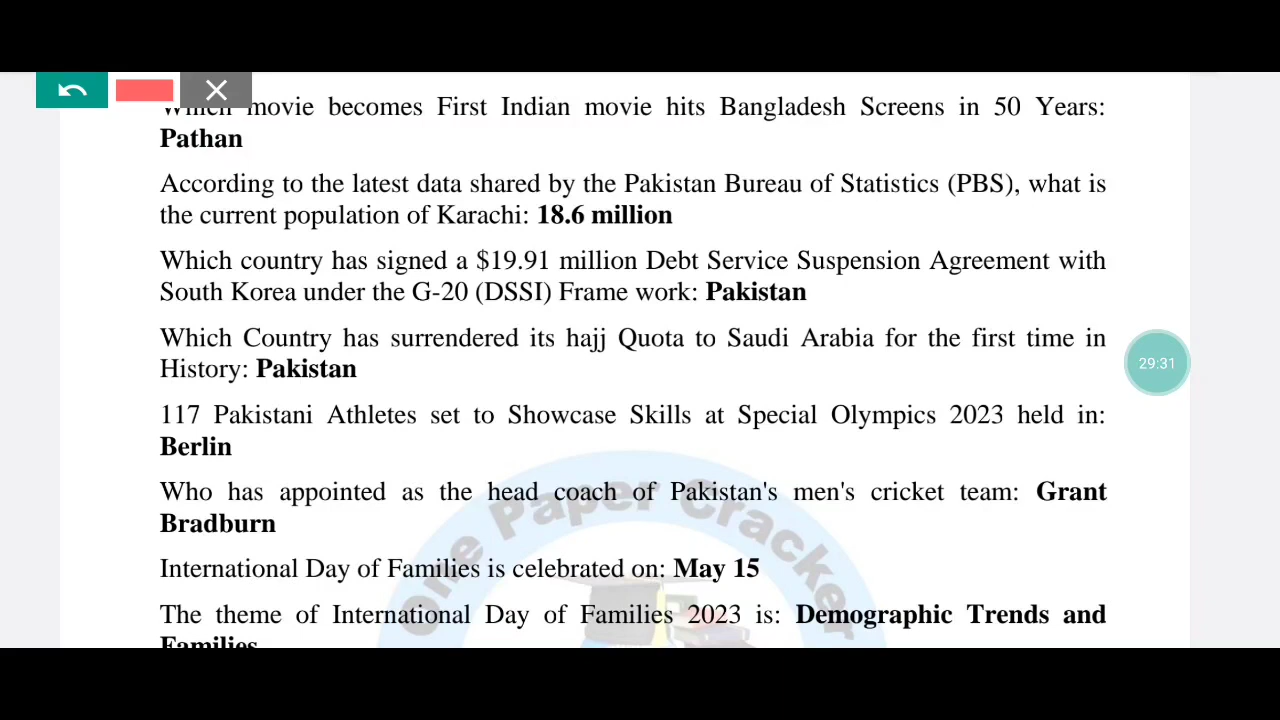 Which movie becomes First Indian movie hits Bangladesh Screens in 50 Years:
Pathan
According to the latest data shared by the Pakistan Bureau of Statistics (PBS), what is
the current population of Karachi: 18.6 million
Which country has signed a $19.91 million Debt Service Suspension Agreement with
South Korea under the G-20 (DSSI) Frame work: Pakistan
Which Country has surrendered its hajj Quota to Saudi Arabia for the first time in
History: Pakistan
29:31
117 Pakistani Athletes set to Showcase Skills at Special Olympics 2023 held in:
Berlin
Who has appointed as the head coach of Pakistan's men's cricket team: Grant
Bradburn
International Day of Families is celebrated on: May 15
The theme of International Day of Families 2023 is: Demographic Trends and
Families
One Paper Cracker